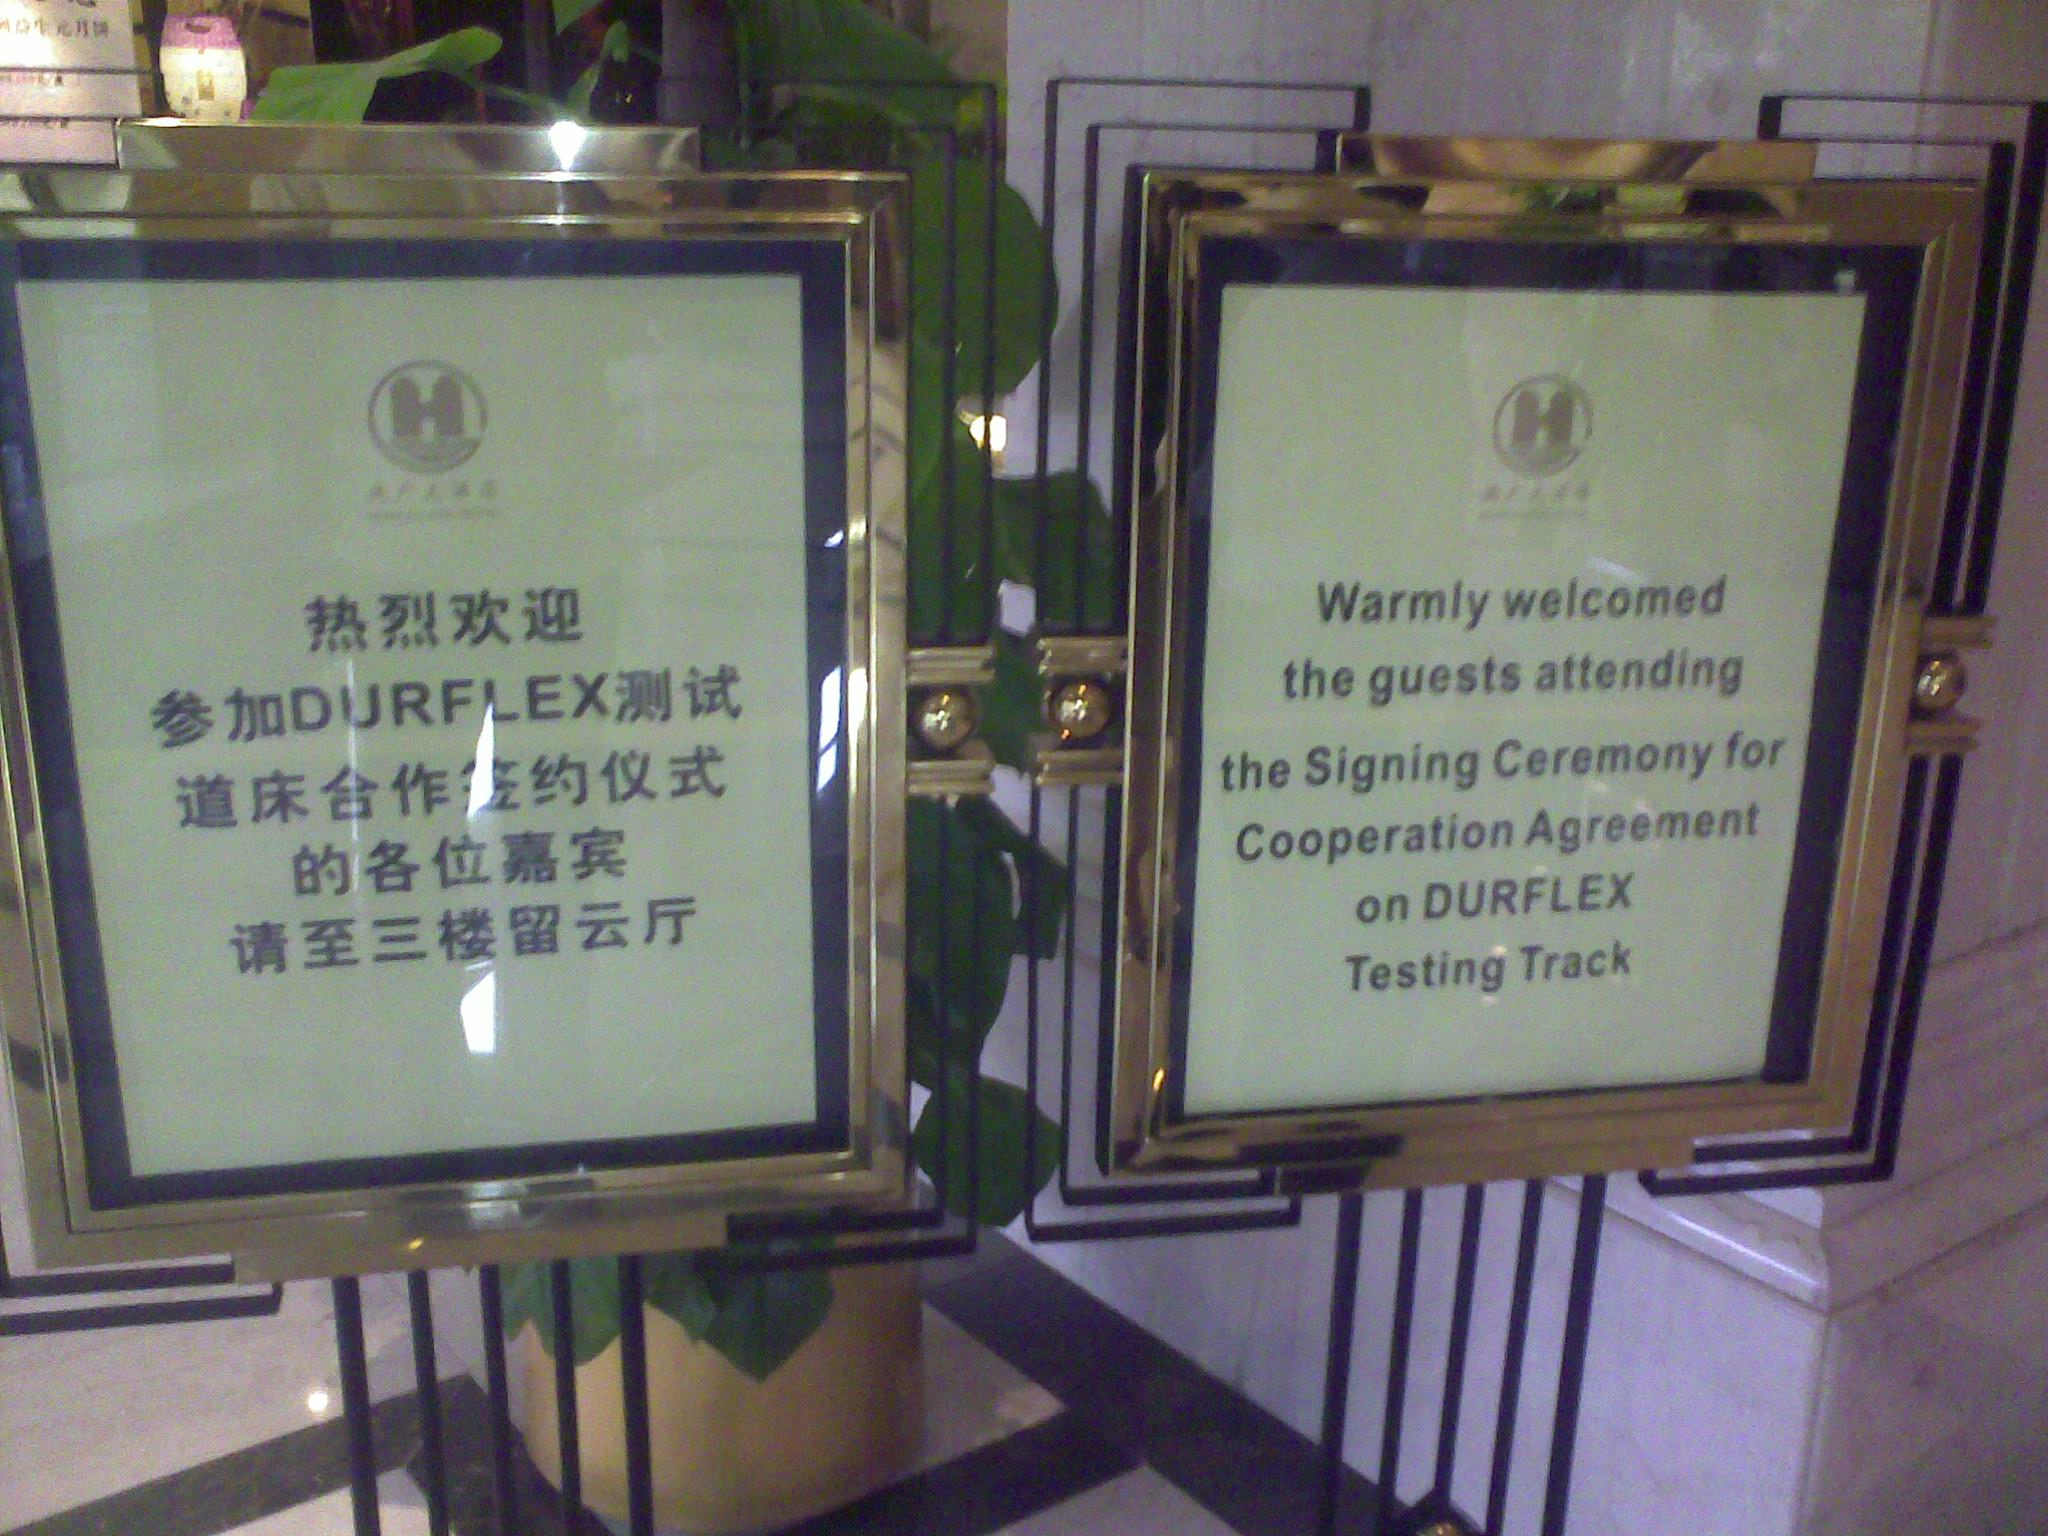 热烈欢迎
参加DURFLEX测试
道床合作签约仪式
的各位嘉宾
请至三楼留云厅
Warmly welcomed
the guests attending
the Signing Ceremony for
Cooperation Agreement
on DURFLEX
Testing Track